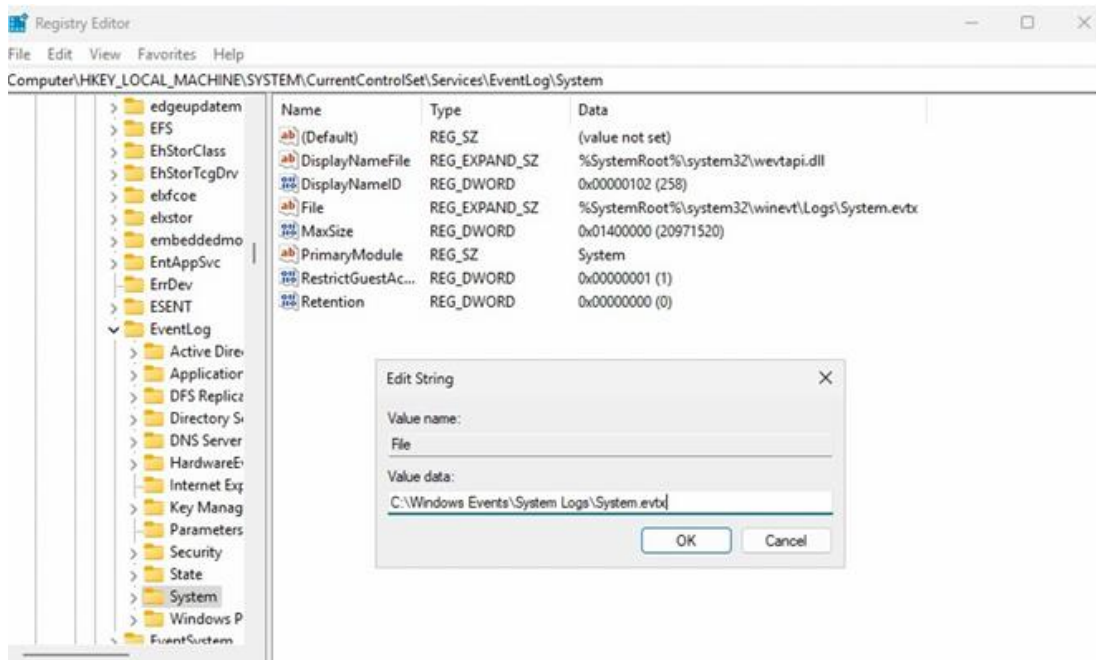 Registry Editor
File Edit View Favorites Help
Computer\HKEY_LOCAL_MACHINE\SYSTEM\CurrentControlSet\Services\EventLog\System
edgeupdatem
EFS
EhStorClass
EhStorTcgDrv
elxfcoe
elxstor
embeddedmo
EntAppSvc
ErrDev
ESENT
EventLog
Active Dire
Application
DFS Replica
Directory Se
DNS Server
HardwareEv
Internet Exp
Key Manag
Parameters
Security
State
System
Windows P
EventSystem
Name Type Data
(Default) REG_SZ (value not set)
DisplayNameFile REG_EXPAND_SZ %SystemRoot%\system32\wevtapi.dll
DisplayNameID REG_DWORD 0x00000102 (258)
File REG_EXPAND_SZ %SystemRoot%\system32\winevt\Logs\System.evtx
MaxSize REG_DWORD 0x01400000 (20971520)
PrimaryModule REG_SZ System
RestrictGuestAc... REG_DWORD 0x00000001 (1)
Retention REG_DWORD 0x00000000 (0)
Edit String
Value name:
File
Value data:
C:\Windows Events\System Logs\System.evtx
OK Cancel